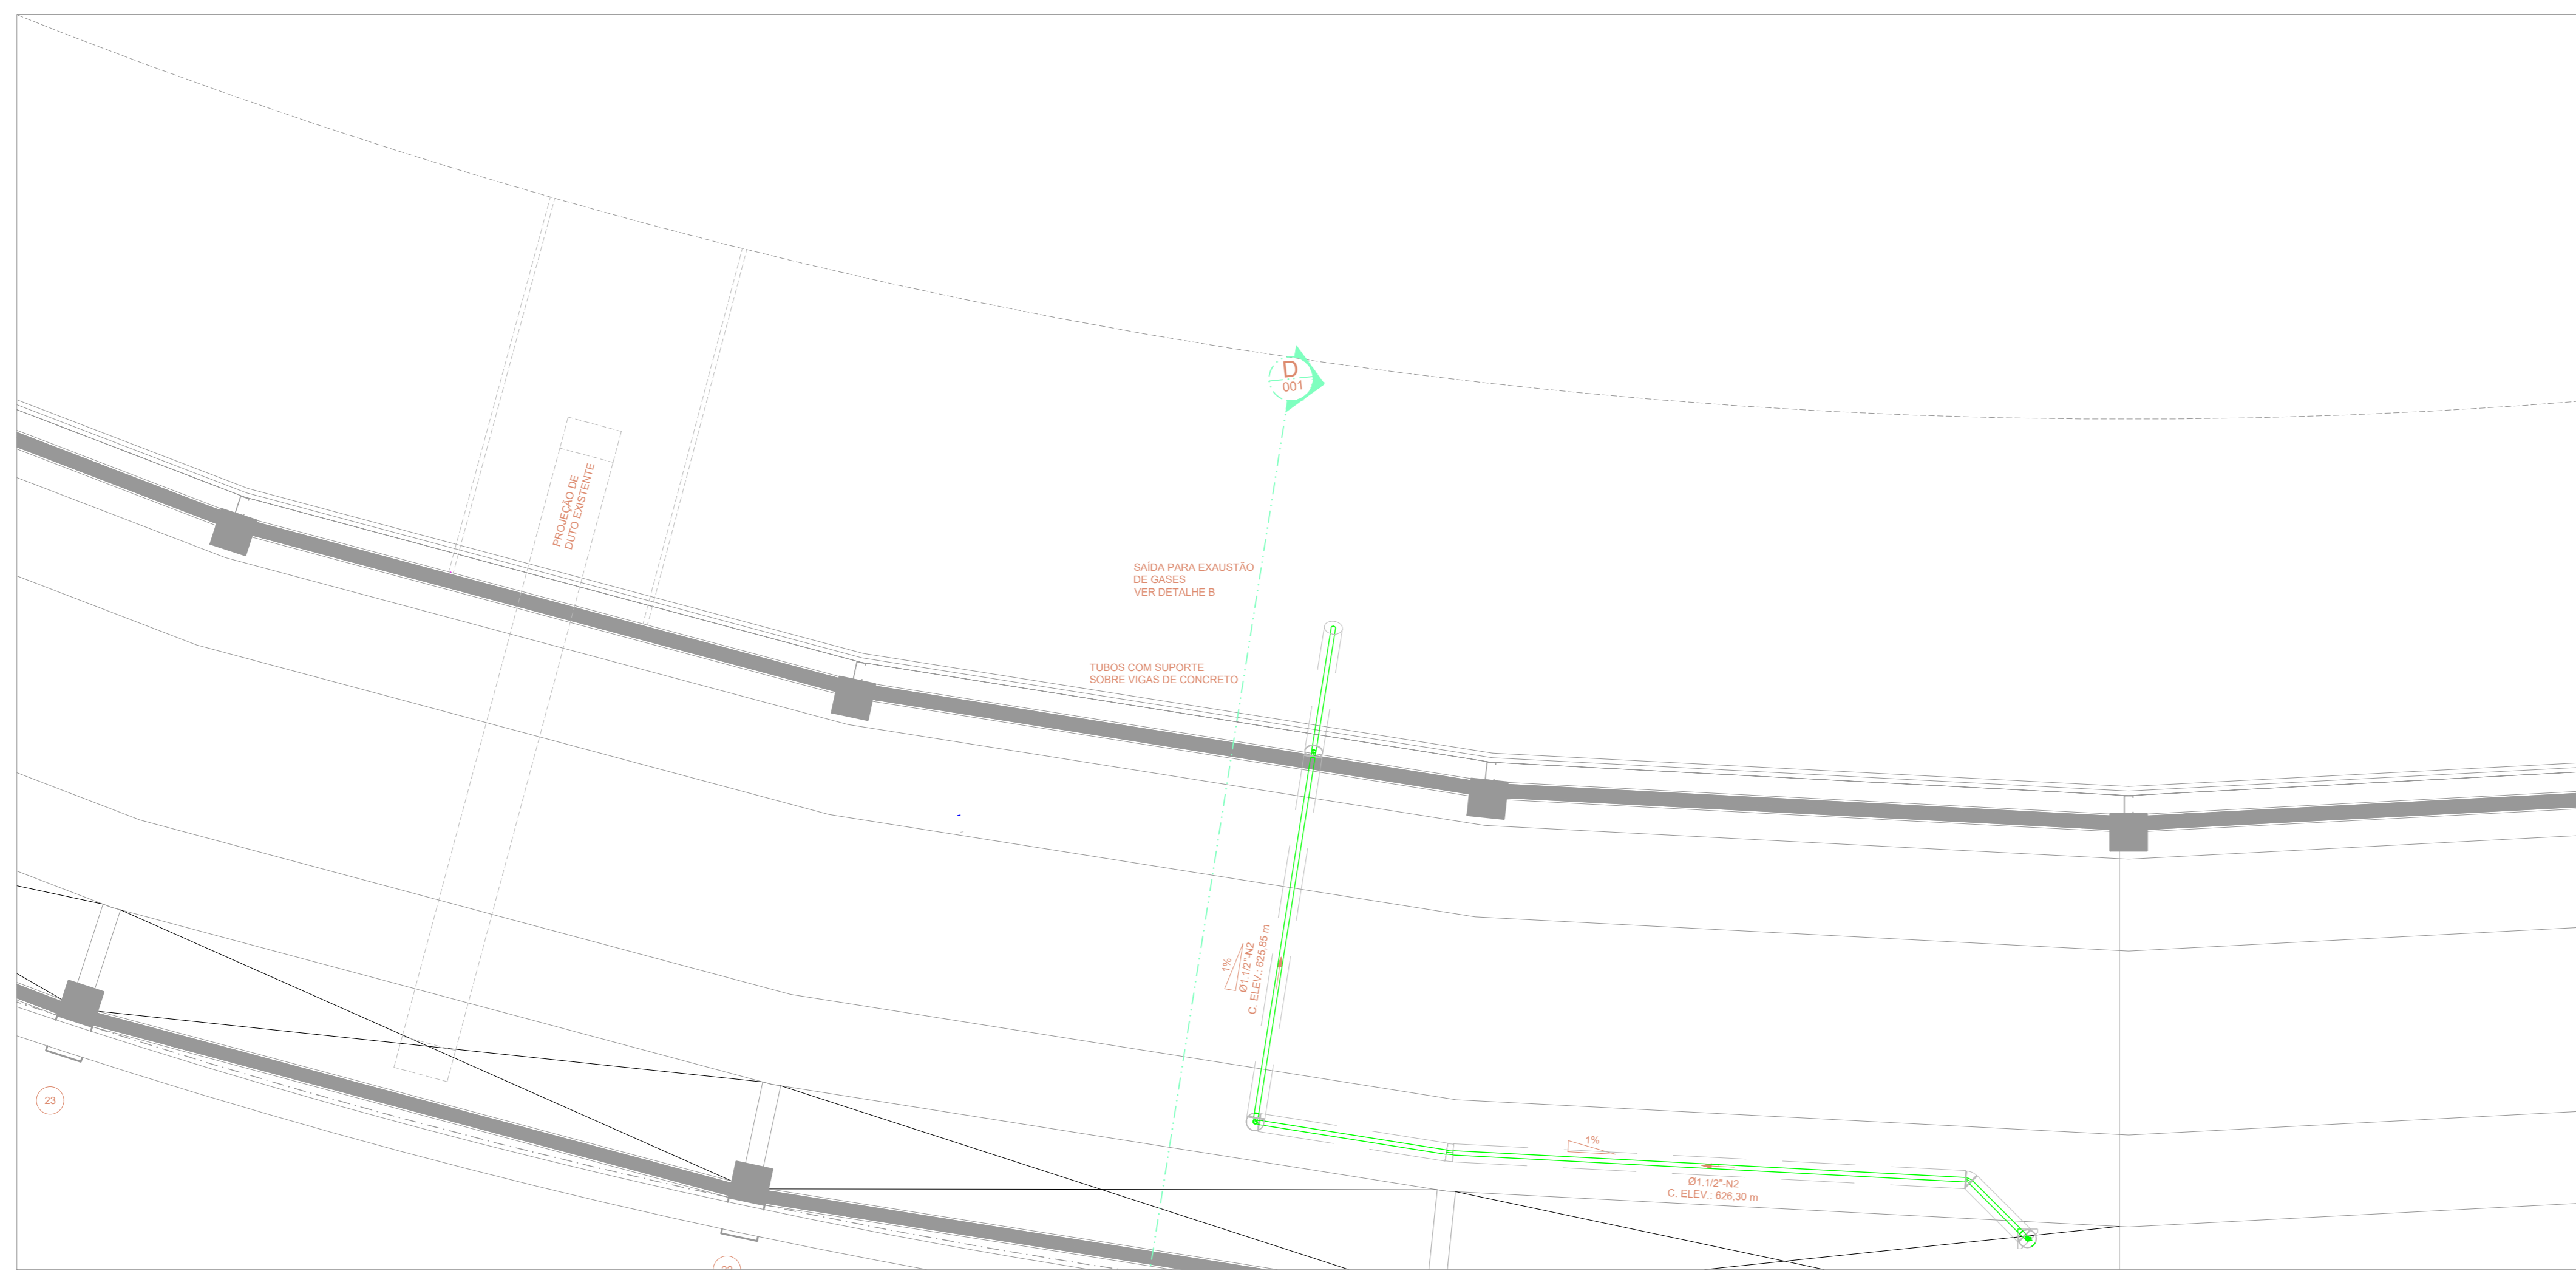 D
001
PROJEÇÃO DE
DUTO EXISTENTE
SAÍDA PARA EXAUSTÃO
DE GASES
VER DETALHE B
TUBOS COM SUPORTE
SOBRE VIGAS DE CONCRETO
1%
Ø1.1/2"-N2
C. ELEV.: 625,85 m
1%
Ø1.1/2"-N2
C. ELEV.: 626,30 m
23